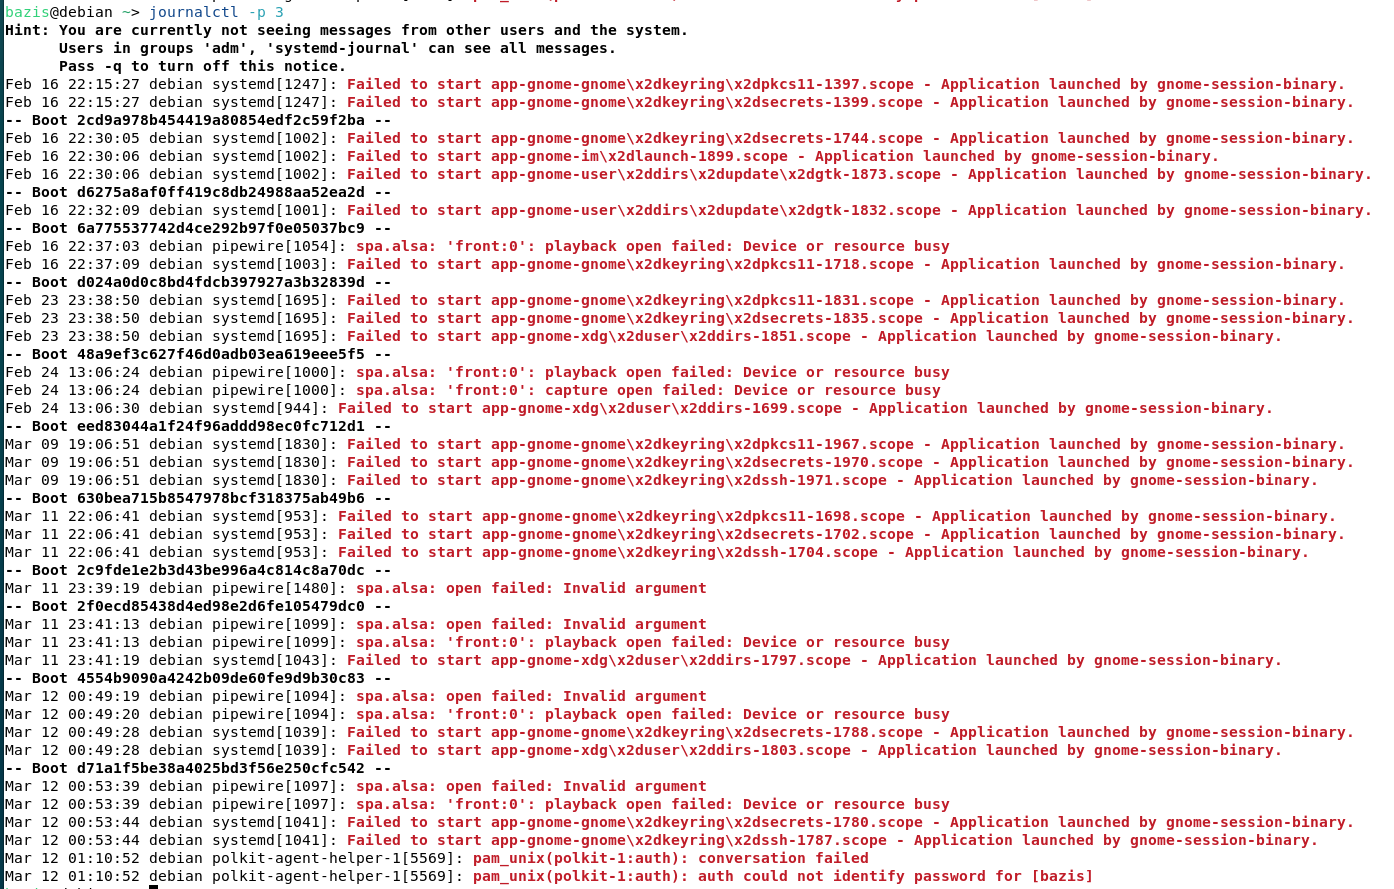 bazis@debian ~> journalctl -p 3
Hint: You are currently not seeing messages from other users and the system.
      Users in groups 'adm', 'systemd-journal' can see all messages.
      Pass -q to turn off this notice.
Feb 16 22:15:27 debian systemd[1247]: Failed to start app-gnome-gnome\x2dkeyring\x2dpkcs11-1397.scope - Application launched by gnome-session-binary.
Feb 16 22:15:27 debian systemd[1247]: Failed to start app-gnome-gnome\x2dkeyring\x2dsecrets-1399.scope - Application launched by gnome-session-binary.
-- Boot 2cd9a978b454419a80854edf2c59f2ba --
Feb 16 22:30:05 debian systemd[1002]: Failed to start app-gnome-gnome\x2dkeyring\x2dsecrets-1744.scope - Application launched by gnome-session-binary.
Feb 16 22:30:06 debian systemd[1002]: Failed to start app-gnome-im\x2dlaunch-1899.scope - Application launched by gnome-session-binary.
Feb 16 22:30:06 debian systemd[1002]: Failed to start app-gnome-user\x2ddirs\x2dupdate\x2dgtk-1873.scope - Application launched by gnome-session-binary.
-- Boot d6275a8af0ff419c8db24988aa52ea2d --
Feb 16 22:32:09 debian systemd[1001]: Failed to start app-gnome-user\x2ddirs\x2dupdate\x2dgtk-1832.scope - Application launched by gnome-session-binary.
-- Boot 6a775537742d4ce292b97f0e05037bc9 --
Feb 16 22:37:03 debian pipewire[1054]: spa.alsa: 'front:0': playback open failed: Device or resource busy
Feb 16 22:37:09 debian systemd[1003]: Failed to start app-gnome-gnome\x2dkeyring\x2dpkcs11-1718.scope - Application launched by gnome-session-binary.
-- Boot d024a0d0c8bd4fdcb397927a3b32839d --
Feb 23 23:38:50 debian systemd[1695]: Failed to start app-gnome-gnome\x2dkeyring\x2dpkcs11-1831.scope - Application launched by gnome-session-binary.
Feb 23 23:38:50 debian systemd[1695]: Failed to start app-gnome-gnome\x2dkeyring\x2dsecrets-1835.scope - Application launched by gnome-session-binary.
Feb 23 23:38:50 debian systemd[1695]: Failed to start app-gnome-xdg\x2duser\x2ddirs-1851.scope - Application launched by gnome-session-binary.
-- Boot 48a9ef3c627f46d0adb03ea619eee5f5 --
Feb 24 13:06:24 debian pipewire[1000]: spa.alsa: 'front:0': playback open failed: Device or resource busy
Feb 24 13:06:24 debian pipewire[1000]: spa.alsa: 'front:0': capture open failed: Device or resource busy
Feb 24 13:06:30 debian systemd[944]: Failed to start app-gnome-xdg\x2duser\x2ddirs-1699.scope - Application launched by gnome-session-binary.
-- Boot eed83044a1f24f96addd98ec0fc712d1 --
Mar 09 19:06:51 debian systemd[1830]: Failed to start app-gnome-gnome\x2dkeyring\x2dpkcs11-1967.scope - Application launched by gnome-session-binary.
Mar 09 19:06:51 debian systemd[1830]: Failed to start app-gnome-gnome\x2dkeyring\x2dsecrets-1970.scope - Application launched by gnome-session-binary.
Mar 09 19:06:51 debian systemd[1830]: Failed to start app-gnome-gnome\x2dkeyring\x2dssh-1971.scope - Application launched by gnome-session-binary.
-- Boot 630bea715b8547978bcf318375ab49b6 --
Mar 11 22:06:41 debian systemd[953]: Failed to start app-gnome-gnome\x2dkeyring\x2dpkcs11-1698.scope - Application launched by gnome-session-binary.
Mar 11 22:06:41 debian systemd[953]: Failed to start app-gnome-gnome\x2dkeyring\x2dsecrets-1702.scope - Application launched by gnome-session-binary.
Mar 11 22:06:41 debian systemd[953]: Failed to start app-gnome-gnome\x2dkeyring\x2dssh-1704.scope - Application launched by gnome-session-binary.
-- Boot 2c9fde1e2b3d43be996a4c814c8a70dc --
Mar 11 23:39:19 debian pipewire[1480]: spa.alsa: open failed: Invalid argument
-- Boot 2f0ecd85438d4ed98e2d6fe105479dc0 --
Mar 11 23:41:13 debian pipewire[1099]: spa.alsa: open failed: Invalid argument
Mar 11 23:41:13 debian pipewire[1099]: spa.alsa: 'front:0': playback open failed: Device or resource busy
Mar 11 23:41:19 debian systemd[1043]: Failed to start app-gnome-xdg\x2duser\x2ddirs-1797.scope - Application launched by gnome-session-binary.
-- Boot 4554b9090a4242b09de60fe9d9b30c83 --
Mar 12 00:49:19 debian pipewire[1094]: spa.alsa: open failed: Invalid argument
Mar 12 00:49:20 debian pipewire[1094]: spa.alsa: 'front:0': playback open failed: Device or resource busy
Mar 12 00:49:28 debian systemd[1039]: Failed to start app-gnome-gnome\x2dkeyring\x2dsecrets-1788.scope - Application launched by gnome-session-binary.
Mar 12 00:49:28 debian systemd[1039]: Failed to start app-gnome-xdg\x2duser\x2ddirs-1803.scope - Application launched by gnome-session-binary.
-- Boot d71a1f5be38a4025bd3f56e250cfc542 --
Mar 12 00:53:39 debian pipewire[1097]: spa.alsa: open failed: Invalid argument
Mar 12 00:53:39 debian pipewire[1097]: spa.alsa: 'front:0': playback open failed: Device or resource busy
Mar 12 00:53:44 debian systemd[1041]: Failed to start app-gnome-gnome\x2dkeyring\x2dsecrets-1780.scope - Application launched by gnome-session-binary.
Mar 12 00:53:44 debian systemd[1041]: Failed to start app-gnome-gnome\x2dkeyring\x2dssh-1787.scope - Application launched by gnome-session-binary.
Mar 12 01:10:52 debian polkit-agent-helper-1[5569]: pam_unix(polkit-1:auth): conversation failed
Mar 12 01:10:52 debian polkit-agent-helper-1[5569]: pam_unix(polkit-1:auth): auth could not identify password for [bazis]